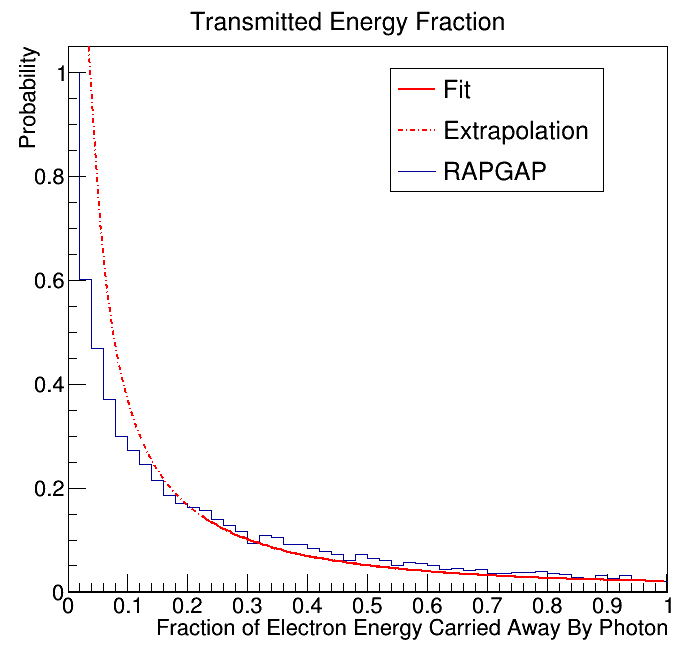 Transmitted Energy Fraction
Probability
1
0.8
0.6
0.4
0.2
0
Fit
Extrapolation
RAPGAP
0 0.1 0.2 0.3 0.4 0.5 0.6 0.7 0.8 0.9 1
Fraction of Electron Energy Carried Away By Photon